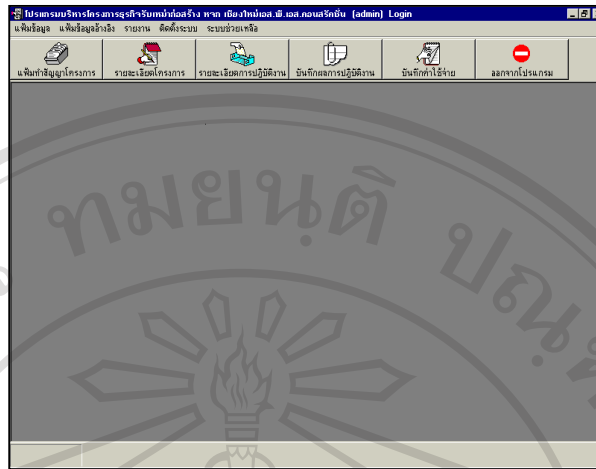 โปรแกรมบริหารโครงการธุรกิจรับเหมาก่อสร้าง หจก เชียงใหม่เอส.พี.เอส.คอนสรัคชั่น (admin) Login
แฟ้มข้อมูล แฟ้มข้อมูลอ้างอิง รายงาน ติดตั้งระบบ ระบบช่วยเหลือ
แฟ้มทำสัญญาโครงการ รายละเอียดโครงการ รายละเอียดการปฏิบัติงาน บันทึกผลการปฏิบัติงาน บันทึกค่าใช้จ่าย ออกจากโปรแกรม
ทมยนฺติ ปณฺฑิ